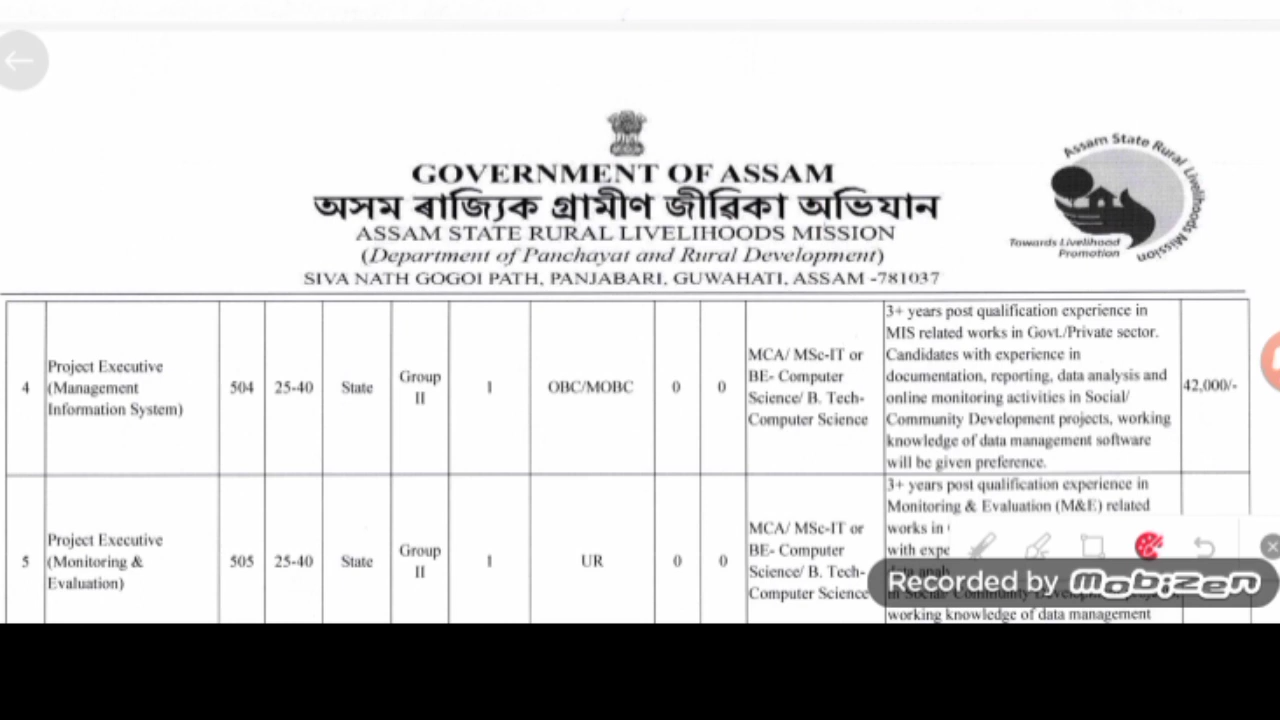 GOVERNMENT OF ASSAM
অসম ৰাজ্যিক গ্ৰামীণ জীৱিকা অভিযান
ASSAM STATE RURAL LIVELIHOODS MISSION
(Department of Panchayat and Rural Development)
SIVA NATH GOGOI PATH, PANJABARI, GUWAHATI, ASSAM -781037
Assam State Rural Livelihoods Mission
Towards Livelihood
Promotion
4
Project Executive
(Management
Information System)
504
25-40
State
Group
II
1
OBC/MOBC
0
0
MCA/ MSc-IT or
BE- Computer
Science/ B. Tech-
Computer Science
3+ years post qualification experience in
MIS related works in Govt./Private sector.
Candidates with experience in
documentation, reporting, data analysis and
online monitoring activities in Social/
Community Development projects, working
knowledge of data management software
will be given preference.
42,000/-
5
Project Executive
(Monitoring &
Evaluation)
505
25-40
State
Group
II
1
UR
0
0
MCA/ MSc-IT or
BE- Computer
Science/ B. Tech-
Computer Science
3+ years post qualification experience in
Monitoring & Evaluation (M&E) related
works in
with expe
working knowledge of data management
Recorded by Mobizen